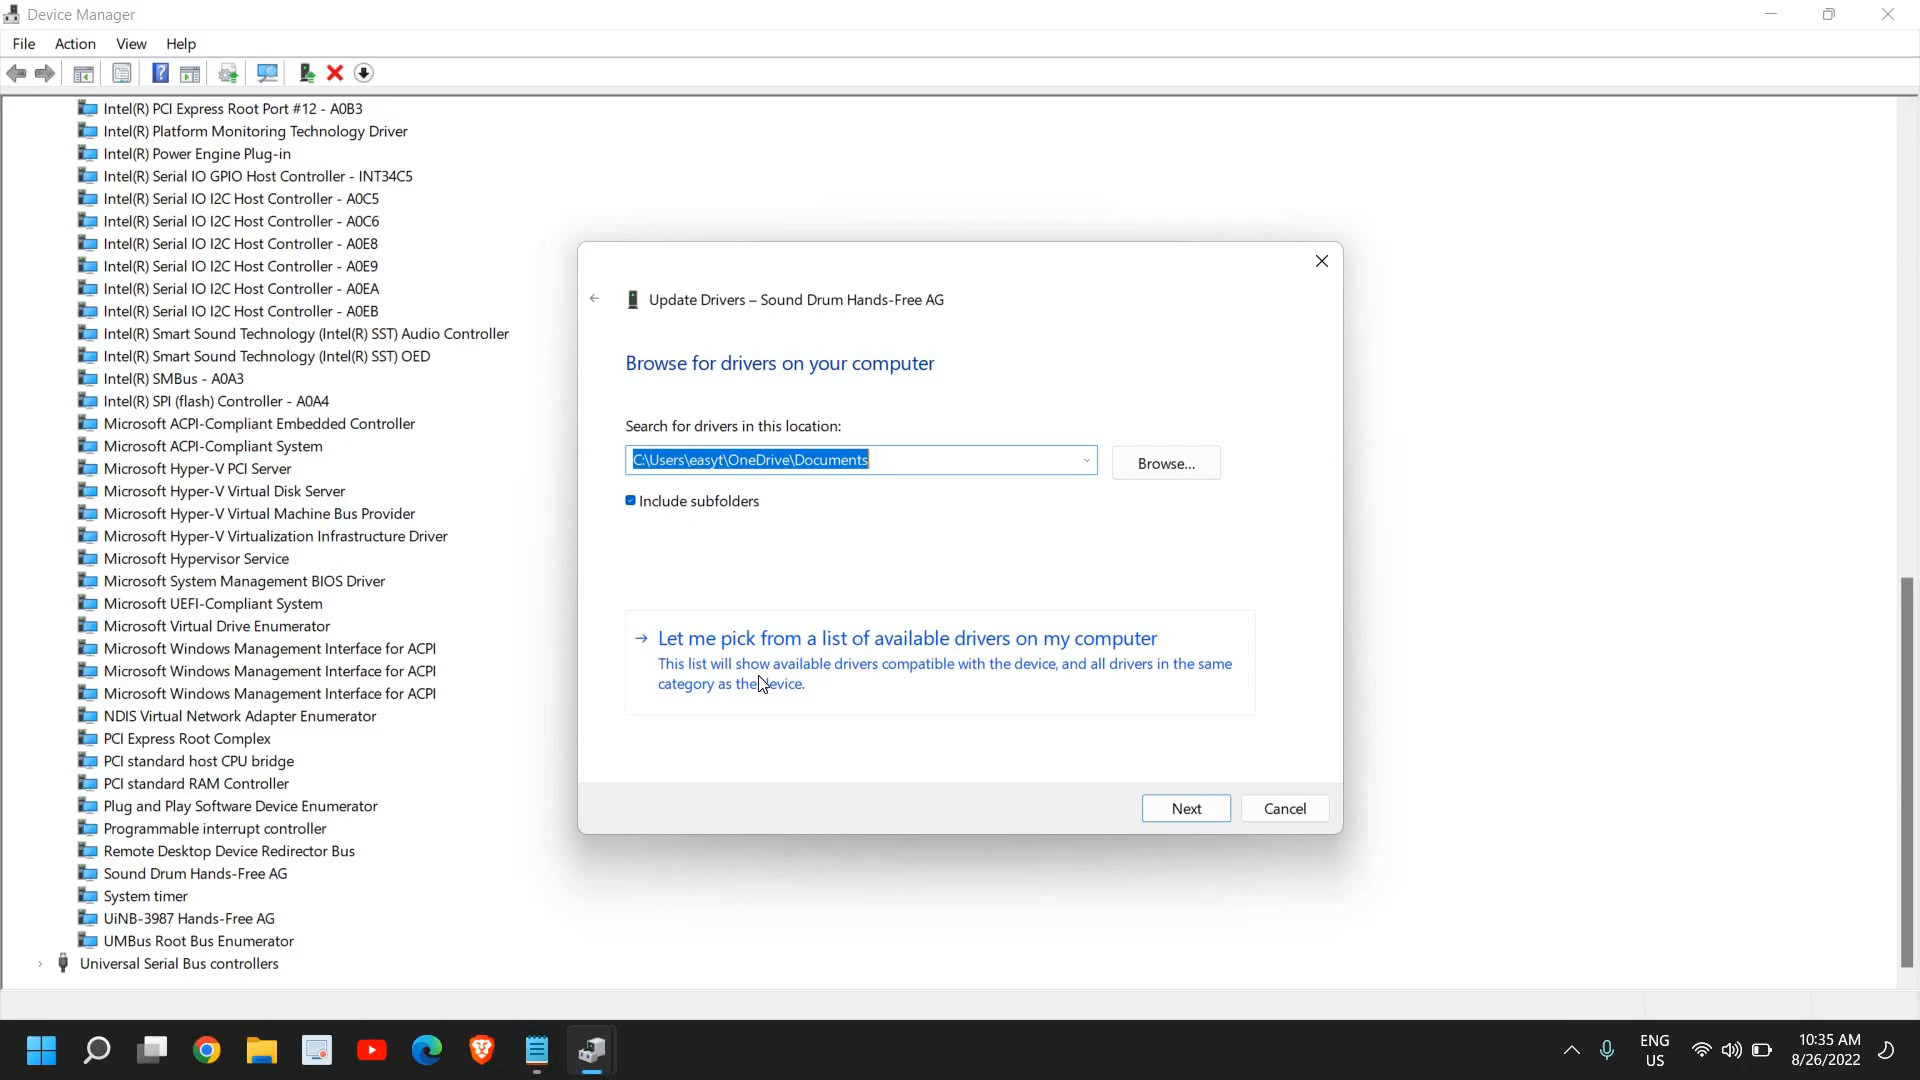 Device Manager
File Action View Help
Intel(R) PCI Express Root Port #12 - A0B3
Intel(R) Platform Monitoring Technology Driver
Intel(R) Power Engine Plug-in
Intel(R) Serial IO GPIO Host Controller - INT34C5
Intel(R) Serial IO I2C Host Controller - A0C5
Intel(R) Serial IO I2C Host Controller - A0C6
Intel(R) Serial IO I2C Host Controller - A0E8
Intel(R) Serial IO I2C Host Controller - A0E9
Intel(R) Serial IO I2C Host Controller - A0EA
Intel(R) Serial IO I2C Host Controller - A0EB
Intel(R) Smart Sound Technology (Intel(R) SST) Audio Controller
Intel(R) Smart Sound Technology (Intel(R) SST) OED
Intel(R) SMBus - A0A3
Intel(R) SPI (flash) Controller - A0A4
Microsoft ACPI-Compliant Embedded Controller
Microsoft ACPI-Compliant System
Microsoft Hyper-V PCI Server
Microsoft Hyper-V Virtual Disk Server
Microsoft Hyper-V Virtual Machine Bus Provider
Microsoft Hyper-V Virtualization Infrastructure Driver
Microsoft Hypervisor Service
Microsoft System Management BIOS Driver
Microsoft UEFI-Compliant System
Microsoft Virtual Drive Enumerator
Microsoft Windows Management Interface for ACPI
Microsoft Windows Management Interface for ACPI
Microsoft Windows Management Interface for ACPI
NDIS Virtual Network Adapter Enumerator
PCI Express Root Complex
PCI standard host CPU bridge
PCI standard RAM Controller
Plug and Play Software Device Enumerator
Programmable interrupt controller
Remote Desktop Device Redirector Bus
Sound Drum Hands-Free AG
System timer
UiNB-3987 Hands-Free AG
UMBus Root Bus Enumerator
Universal Serial Bus controllers
Update Drivers – Sound Drum Hands-Free AG
Browse for drivers on your computer
Search for drivers in this location:
C:\Users\easyt\OneDrive\Documents
Browse...
Include subfolders
Let me pick from a list of available drivers on my computer
This list will show available drivers compatible with the device, and all drivers in the same
category as the device.
Next
Cancel
ENG
US
10:35 AM
8/26/2022